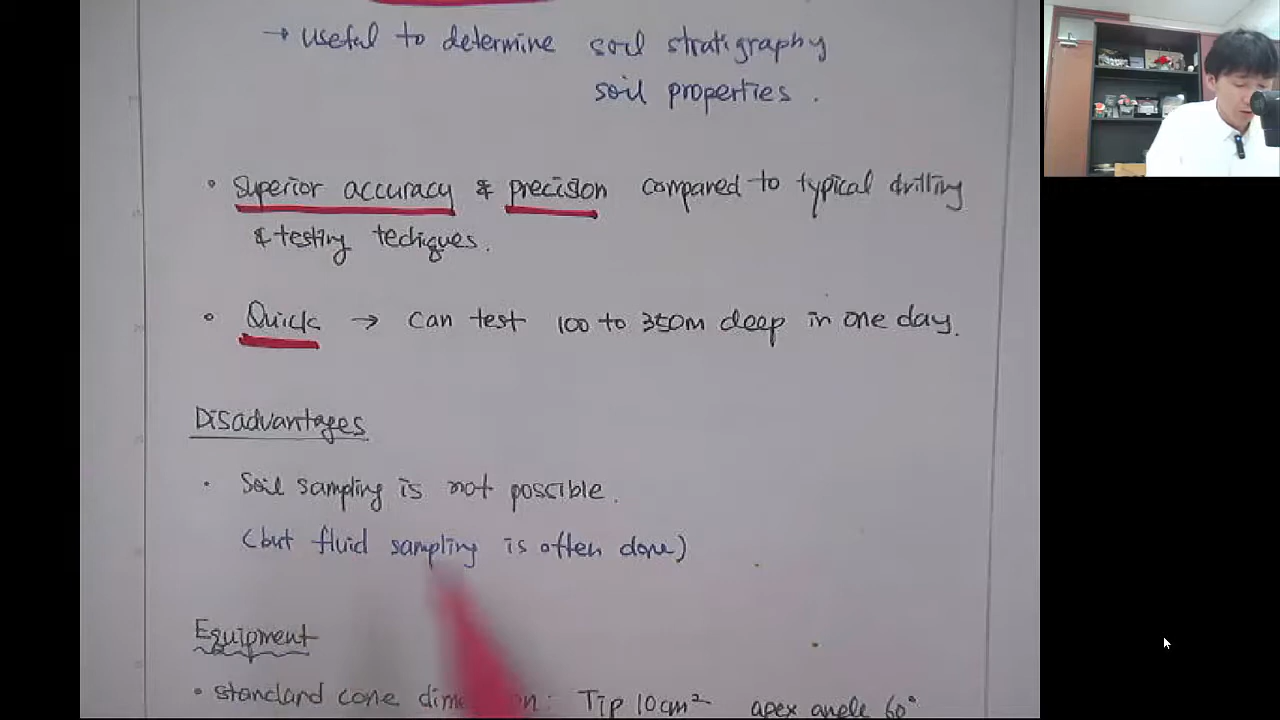 → useful to determine soil stratigraphy
soil properties.
• Superior accuracy & precision compared to typical drilling
& testing techiques.
• Quick → can test 100 to 350m deep in one day.
Disadvantages
• Soil sampling is not possible.
(but fluid sampling is often done)
Equipment
• standard cone : Tip 10cm² apex angle 60°